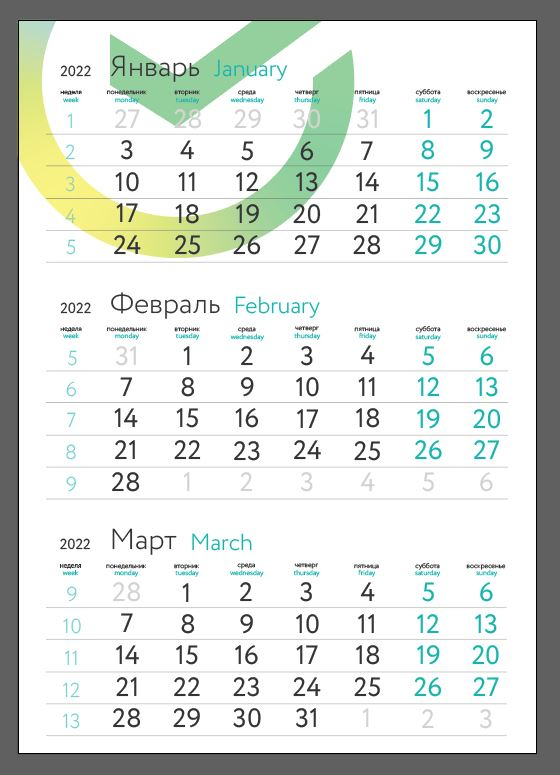 2022 Январь January
неделя понедельник вторник среда четверг пятница суббота воскресенье
week monday tuesday wednesday thursday friday saturday sunday
1 27 28 29 30 31 1 2
2 3 4 5 6 7 8 9
3 10 11 12 13 14 15 16
4 17 18 19 20 21 22 23
5 24 25 26 27 28 29 30
2022 Февраль February
неделя понедельник вторник среда четверг пятница суббота воскресенье
week monday tuesday wednesday thursday friday saturday sunday
5 31 1 2 3 4 5 6
6 7 8 9 10 11 12 13
7 14 15 16 17 18 19 20
8 21 22 23 24 25 26 27
9 28 1 2 3 4 5 6
2022 Март March
неделя понедельник вторник среда четверг пятница суббота воскресенье
week monday tuesday wednesday thursday friday saturday sunday
9 28 1 2 3 4 5 6
10 7 8 9 10 11 12 13
11 14 15 16 17 18 19 20
12 21 22 23 24 25 26 27
13 28 29 30 31 1 2 3